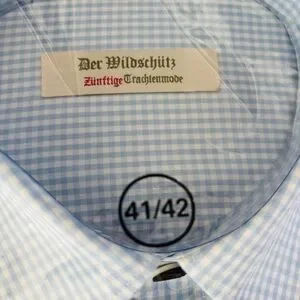 Der Wildschütz
Zünftige Trachtenmode
41/42